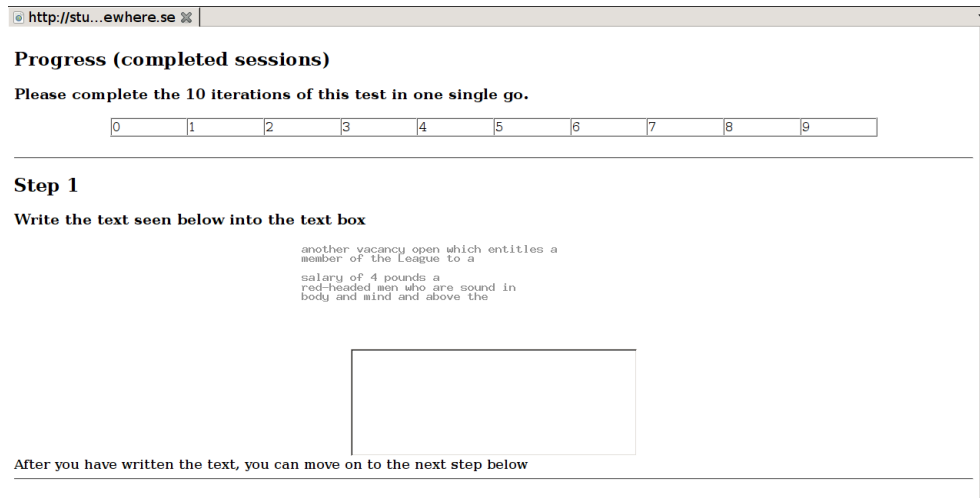 http://stu...ewhere.se
Progress (completed sessions)
Please complete the 10 iterations of this test in one single go.
0 1 2 3 4 5 6 7 8 9
Step 1
Write the text seen below into the text box
another vacancy open which entitles a
member of the League to a
salary of 4 pounds a
red-headed men who are sound in
body and mind and above the
After you have written the text, you can move on to the next step below